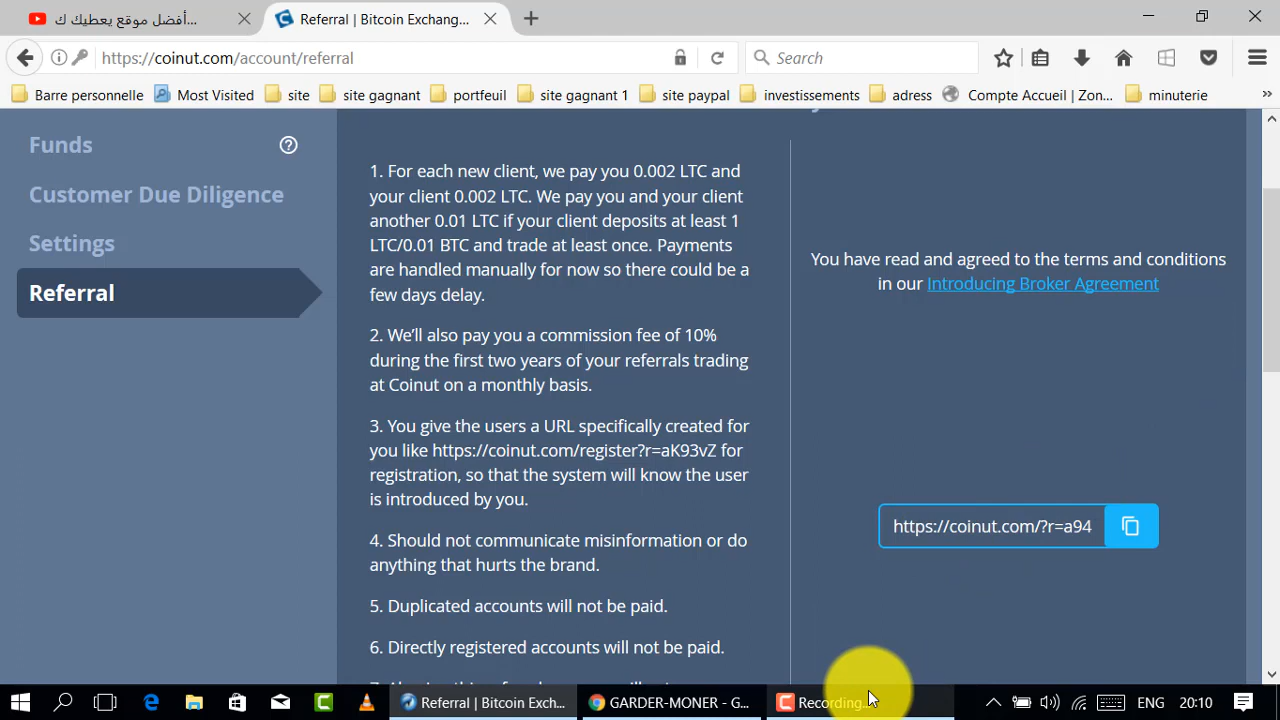 أفضل موقع يعطيك ك...
Referral | Bitcoin Exchang...
https://coinut.com/account/referral
Search
Barre personnelle
Most Visited
site
site gagnant
portfeuil
site gagnant 1
site paypal
investissements
adress
Compte Accueil | Zon...
minuterie
Funds
Customer Due Diligence
Settings
Referral
1. For each new client, we pay you 0.002 LTC and
your client 0.002 LTC. We pay you and your client
another 0.01 LTC if your client deposits at least 1
LTC/0.01 BTC and trade at least once. Payments
are handled manually for now so there could be a
few days delay.
2. We’ll also pay you a commission fee of 10%
during the first two years of your referrals trading
at Coinut on a monthly basis.
3. You give the users a URL specifically created for
you like https://coinut.com/register?r=aK93vZ for
registration, so that the system will know the user
is introduced by you.
4. Should not communicate misinformation or do
anything that hurts the brand.
5. Duplicated accounts will not be paid.
6. Directly registered accounts will not be paid.
You have read and agreed to the terms and conditions
in our Introducing Broker Agreement
https://coinut.com/?r=a94
Referral | Bitcoin Exch...
GARDER-MONER - G...
Recording...
ENG
20:10